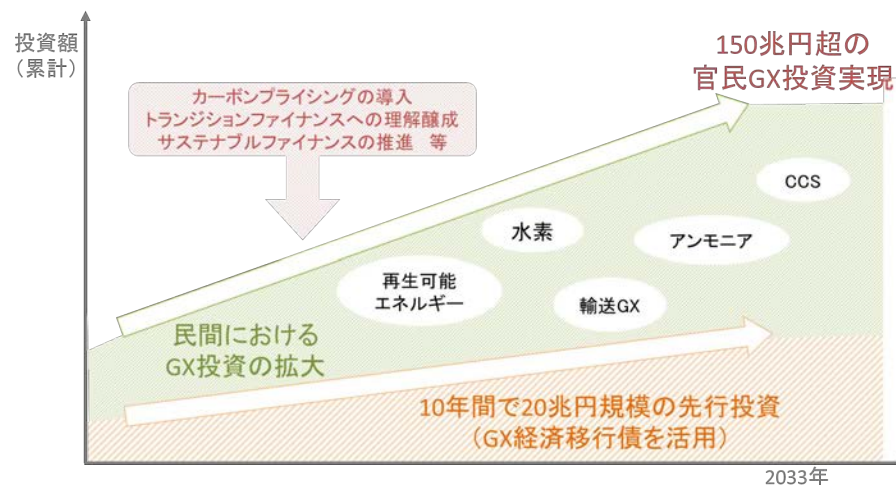 投資額
（累計）
150兆円超の
官民GX投資実現
カーボンプライシングの導入
トランジションファイナンスへの理解醸成
サステナブルファイナンスの推進　等
CCS
水素
アンモニア
再生可能
エネルギー
輸送GX
民間における
GX投資の拡大
10年間で20兆円規模の先行投資
（GX経済移行債を活用）
2033年